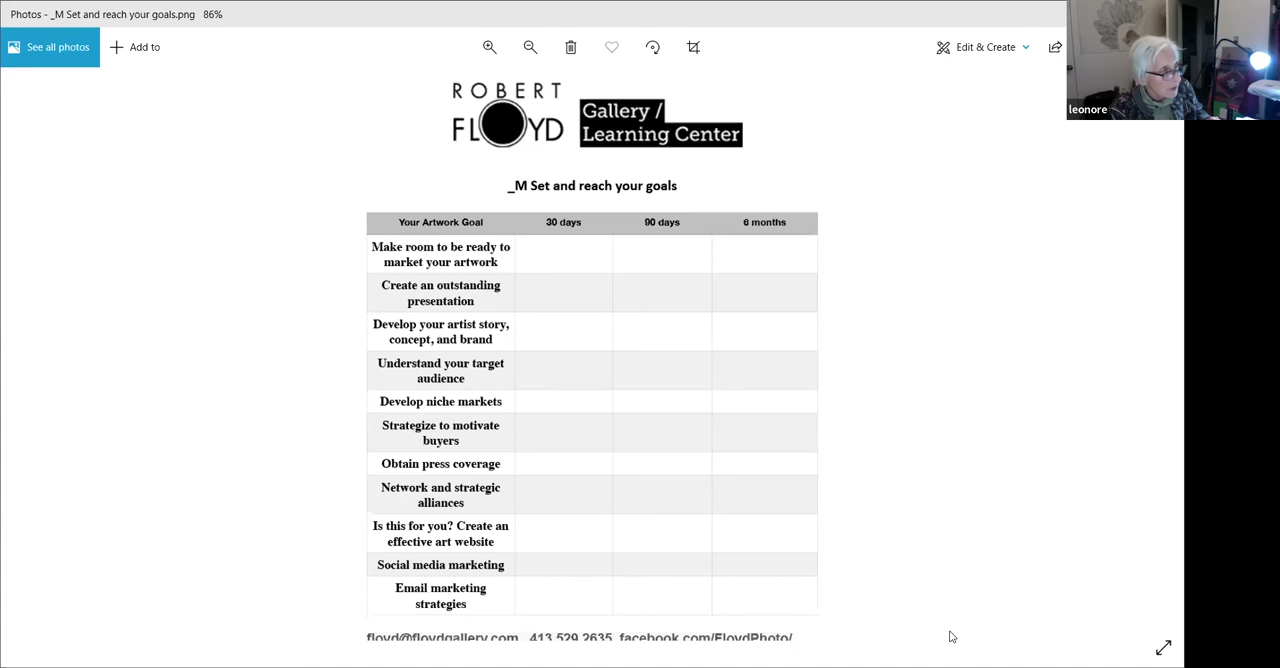 Photos - _M Set and reach your goals.png 86%
See all photos
Add to
Edit & Create
leonore
ROBERT
FLOYD
Gallery /
Learning Center
_M Set and reach your goals
Your Artwork Goal 30 days 90 days 6 months
Make room to be ready to
market your artwork
Create an outstanding
presentation
Develop your artist story,
concept, and brand
Understand your target
audience
Develop niche markets
Strategize to motivate
buyers
Obtain press coverage
Network and strategic
alliances
Is this for you? Create an
effective art website
Social media marketing
Email marketing
strategies
floyd@floydgallery.com 413.529.2635 facebook.com/FloydPhoto/